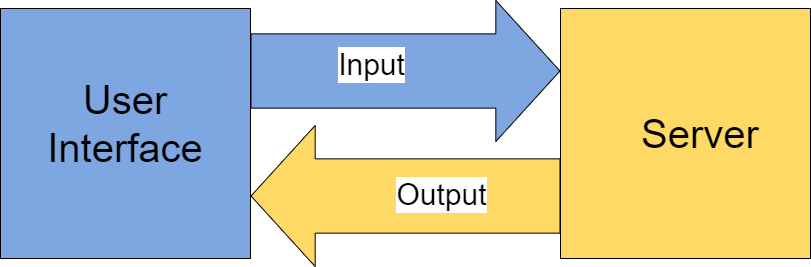 User
Interface
Input
Output
Server